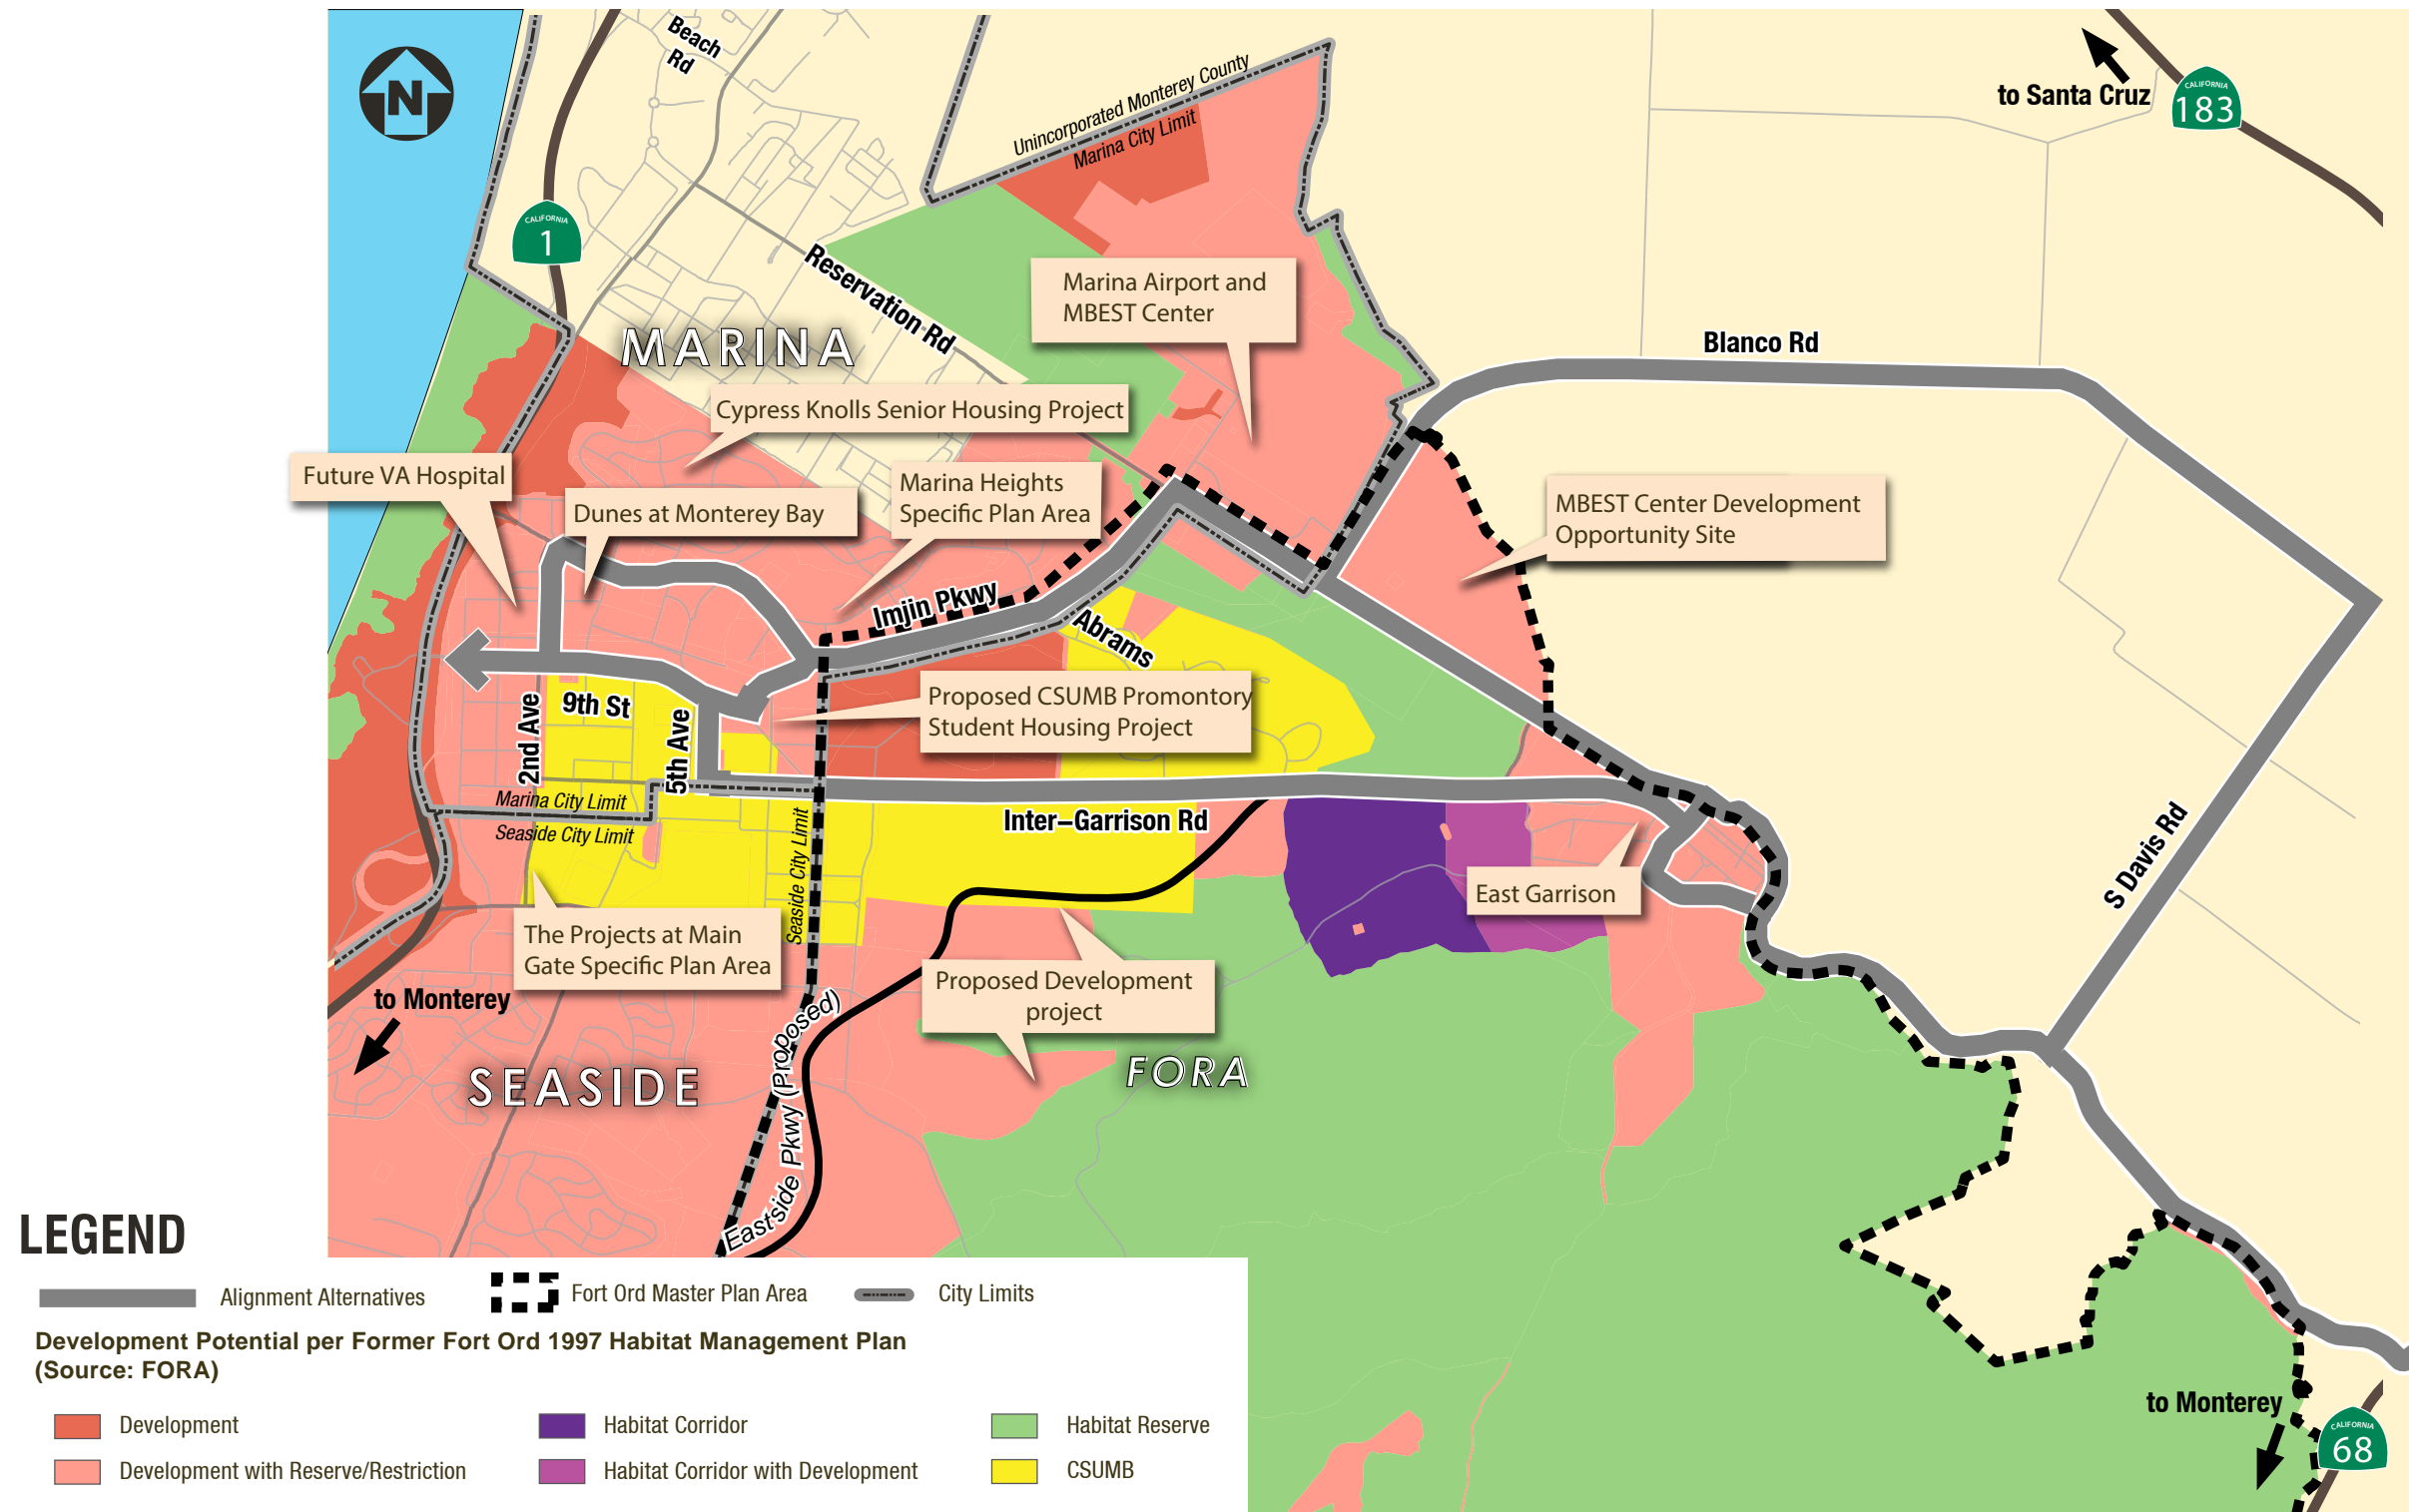 Beach
Rd
N
to Santa Cruz
CALIFORNIA
183
Unincorporated Monterey County
Marina City Limit
CALIFORNIA
1
Reservation Rd
Marina Airport and
MBEST Center
MARINA
Blanco Rd
Cypress Knolls Senior Housing Project
Future VA Hospital
Marina Heights
Specific Plan Area
Dunes at Monterey Bay
MBEST Center Development
Opportunity Site
Imjin Pkwy
Abrams
Proposed CSUMB Promontory
Student Housing Project
9th St
2nd Ave
5th Ave
Marina City Limit
Seaside City Limit
Seaside City Limit
Inter–Garrison Rd
East Garrison
S Davis Rd
The Projects at Main
Gate Specific Plan Area
Proposed Development
project
to Monterey
SEASIDE
FORA
Eastside Pkwy (Proposed)
LEGEND
Alignment Alternatives
Fort Ord Master Plan Area
City Limits
Development Potential per Former Fort Ord 1997 Habitat Management Plan
(Source: FORA)
Development
Habitat Corridor
Habitat Reserve
Development with Reserve/Restriction
Habitat Corridor with Development
CSUMB
to Monterey
CALIFORNIA
68